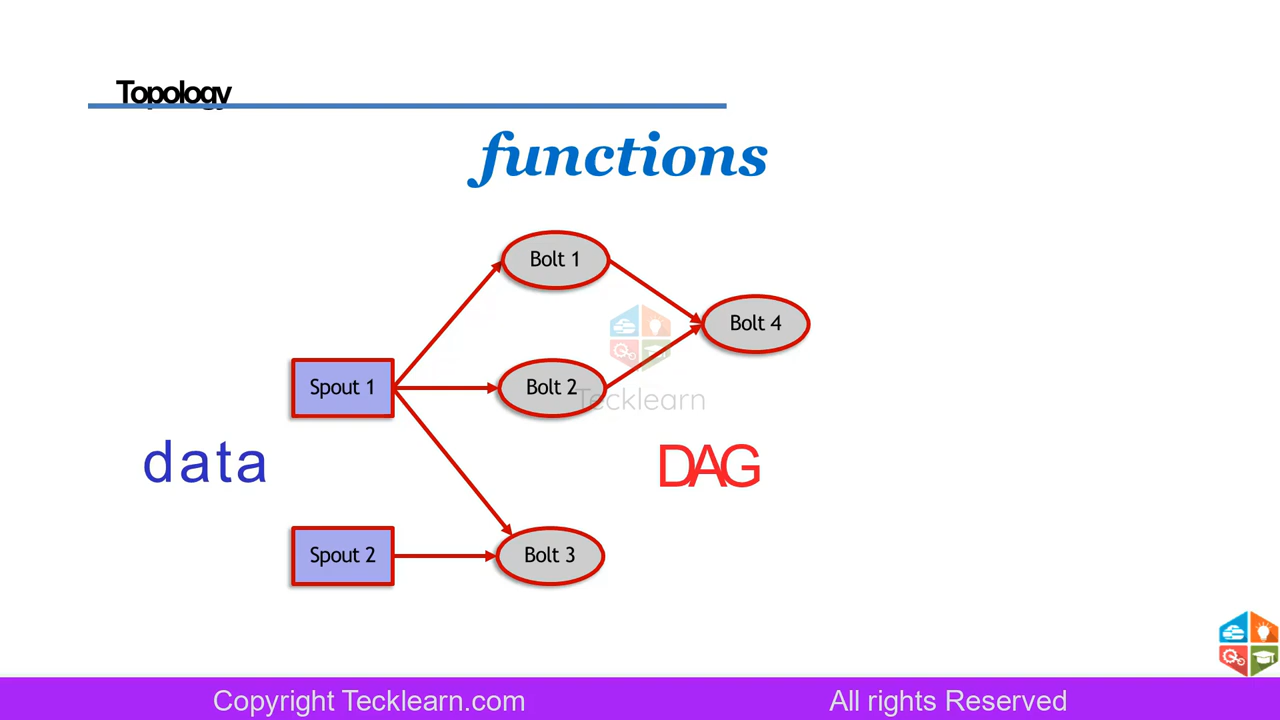 Topology
functions
Bolt 1
Bolt 4
Spout 1
Bolt 2
Tecklearn
data
DAG
Spout 2
Bolt 3
Copyright Tecklearn.com
All rights Reserved